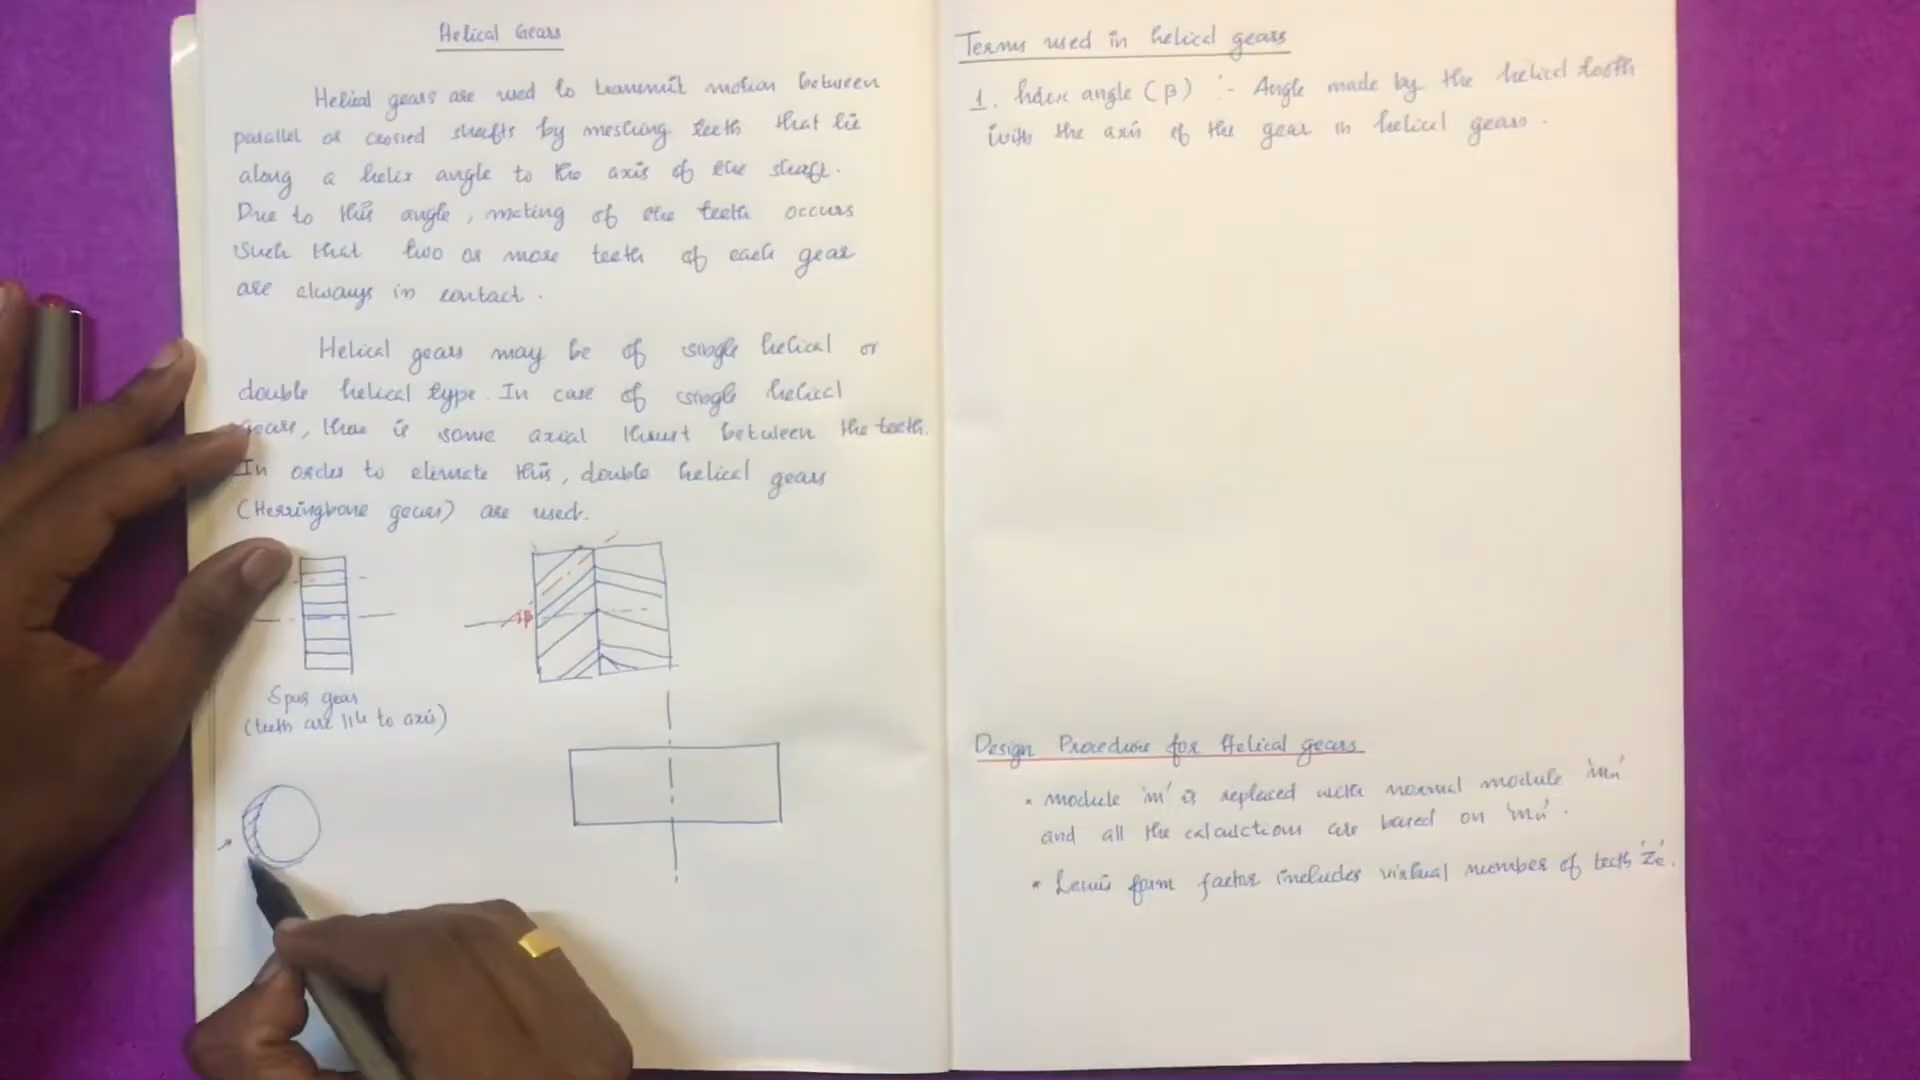 Helical Gears
Helical gears are used to transmit motion between
parallel or crossed shafts by meshing teeth that lie
along a helix angle to the axis of the shaft.
Due to this angle, mating of the teeth occurs
such that two or more teeth of each gear
are always in contact.
Helical gears may be of single helical or
double helical type. In case of single helical
gears, there is some axial thrust between the teeth.
In order to elimate this, double helical gears
(Herringbone gears) are used.
β
Spur gear
(teeth are 11le to axis)
Terms used in helical gears
1. helix angle (β) :- Angle made by the helical tooth
with the axis of the gear in helical gears.
Design Procedure for Helical gears
* module 'm' is replaced with normal module 'mn'
and all the calculations are based on 'mn'.
* Lewis form factor includes virtual number of teeth 'Ze'.